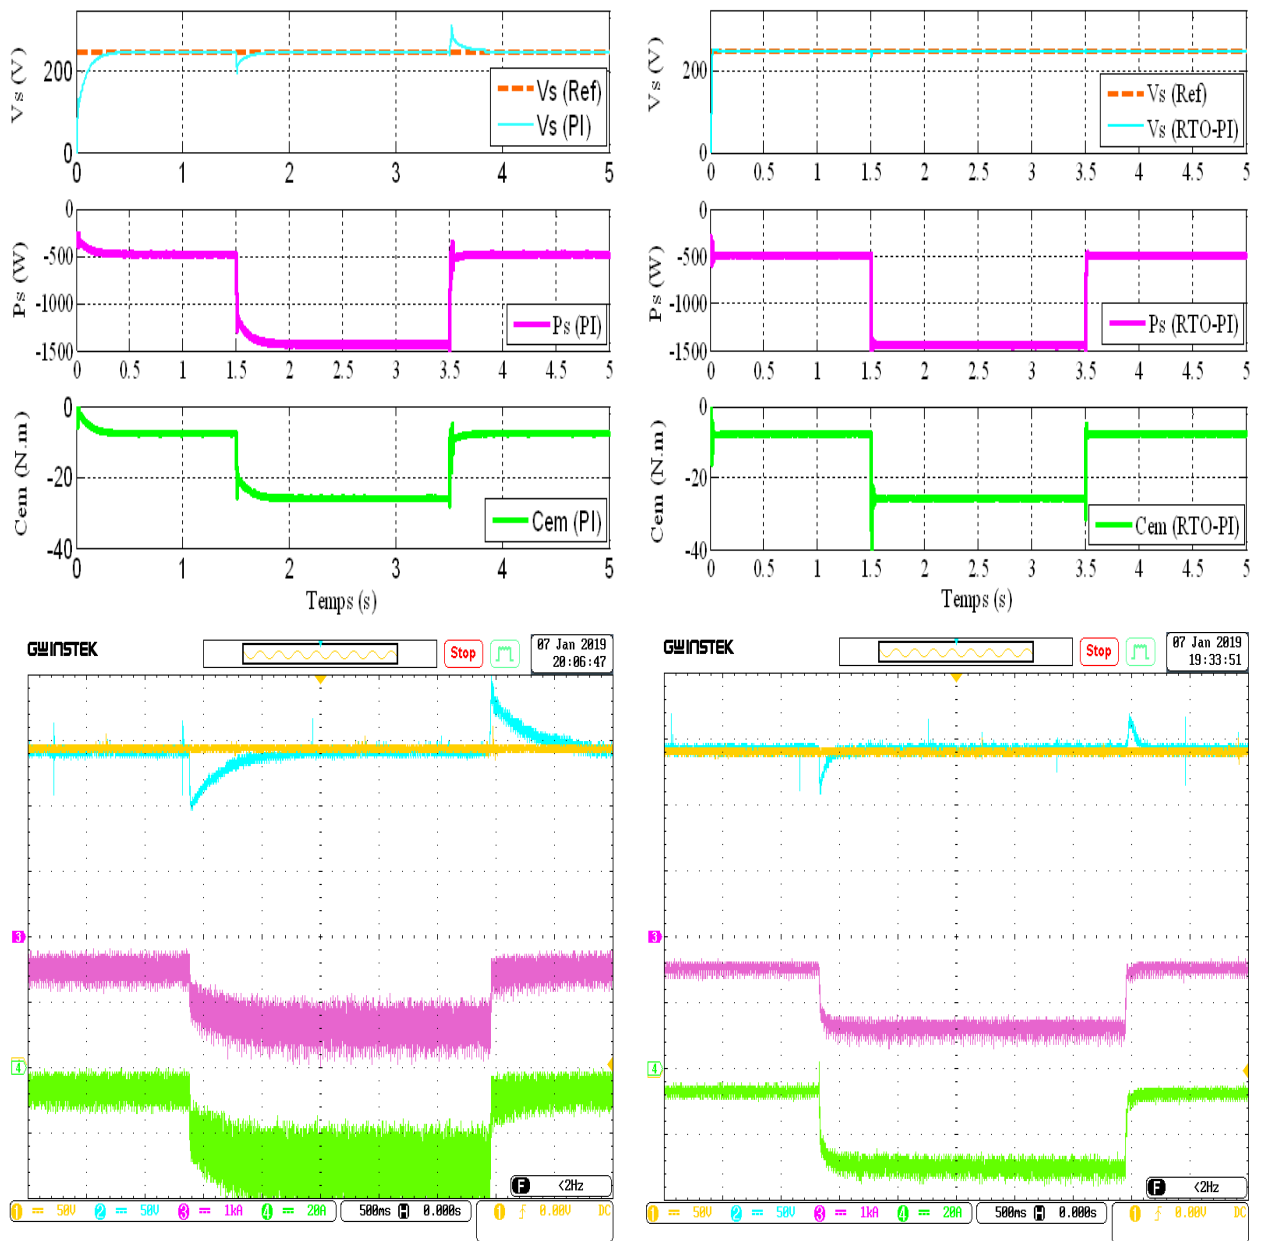 Vs (V)
200
0
Vs (Ref)
Vs (PI)
0 1 2 3 4 5
Ps (W)
0
-500
-1000
-1500
Ps (PI)
0 0.5 1 1.5 2 2.5 3 3.5 4 4.5 5
Cem (N.m)
0
-20
-40
Cem (PI)
0 1 2 3 4 5
Temps (s)
Vs (V)
200
0
Vs (Ref)
Vs (RTO-PI)
0 0.5 1 1.5 2 2.5 3 3.5 4 4.5 5
Ps (W)
0
-500
-1000
-1500
Ps (RTO-PI)
0 0.5 1 1.5 2 2.5 3 3.5 4 4.5 5
Cem (N.m)
0
-20
-40
Cem (RTO-PI)
0 0.5 1 1.5 2 2.5 3 3.5 4 4.5 5
Temps (s)
GWINSTEK
Stop
07 Jan 2019
20:06:47
3
4
F <2Hz
1 50V 2 50V 3 1kA 4 20A 500ms H 0.000s 1 0.00V DC
GWINSTEK
Stop
07 Jan 2019
19:33:51
3
4
F <2Hz
1 50V 2 50V 3 1kA 4 20A 500ms H 0.000s 1 0.00V DC